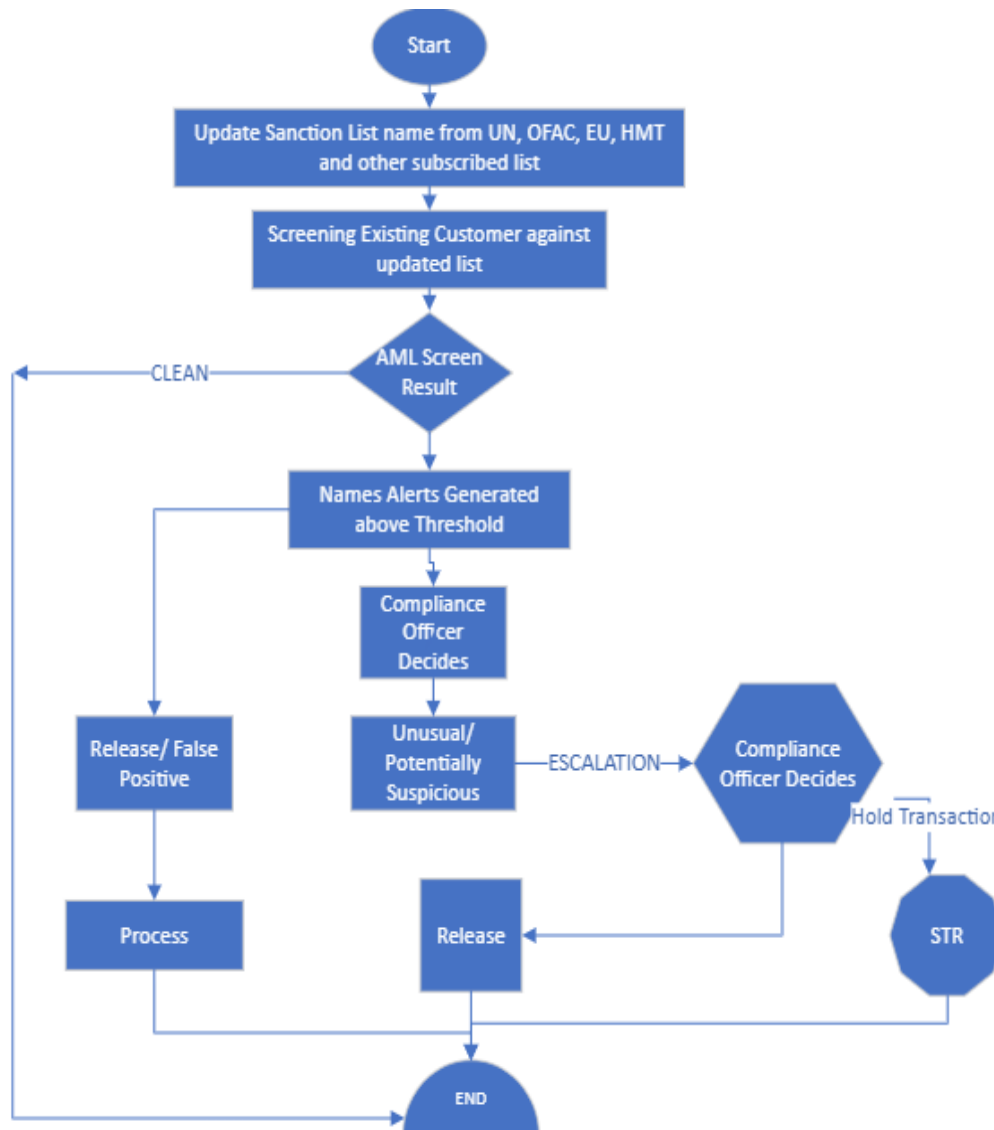 Start
Update Sanction List name from UN, OFAC, EU, HMT
and other subscribed list
Screening Existing Customer against
updated list
AML Screen
Result
CLEAN
Names Alerts Generated
above Threshold
Compliance
Officer
Decides
Release/ False
Positive
Unusual/
Potentially
Suspicious
ESCALATION
Compliance
Officer Decides
Hold Transaction
Process
Release
STR
END